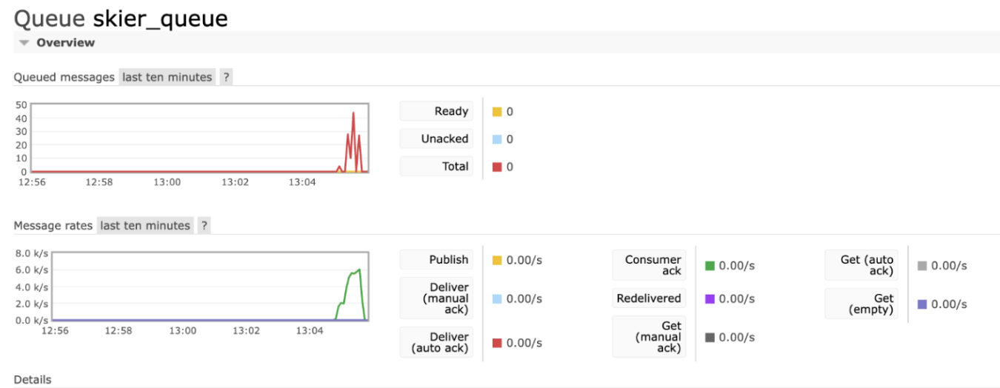 Queue skier_queue
Overview
Queued messages last ten minutes ?
50
40
30
20
10
0
12:56 12:58 13:00 13:02 13:04
Ready 0
Unacked 0
Total 0
Message rates last ten minutes ?
8.0 k/s
6.0 k/s
4.0 k/s
2.0 k/s
0.0 k/s
12:56 12:58 13:00 13:02 13:04
Publish 0.00/s
Deliver
(manual 0.00/s
ack)
Deliver
(auto ack) 0.00/s
Consumer
ack 0.00/s
Redelivered 0.00/s
Get
(manual 0.00/s
ack)
Get (auto
ack) 0.00/s
Get
(empty) 0.00/s
Details